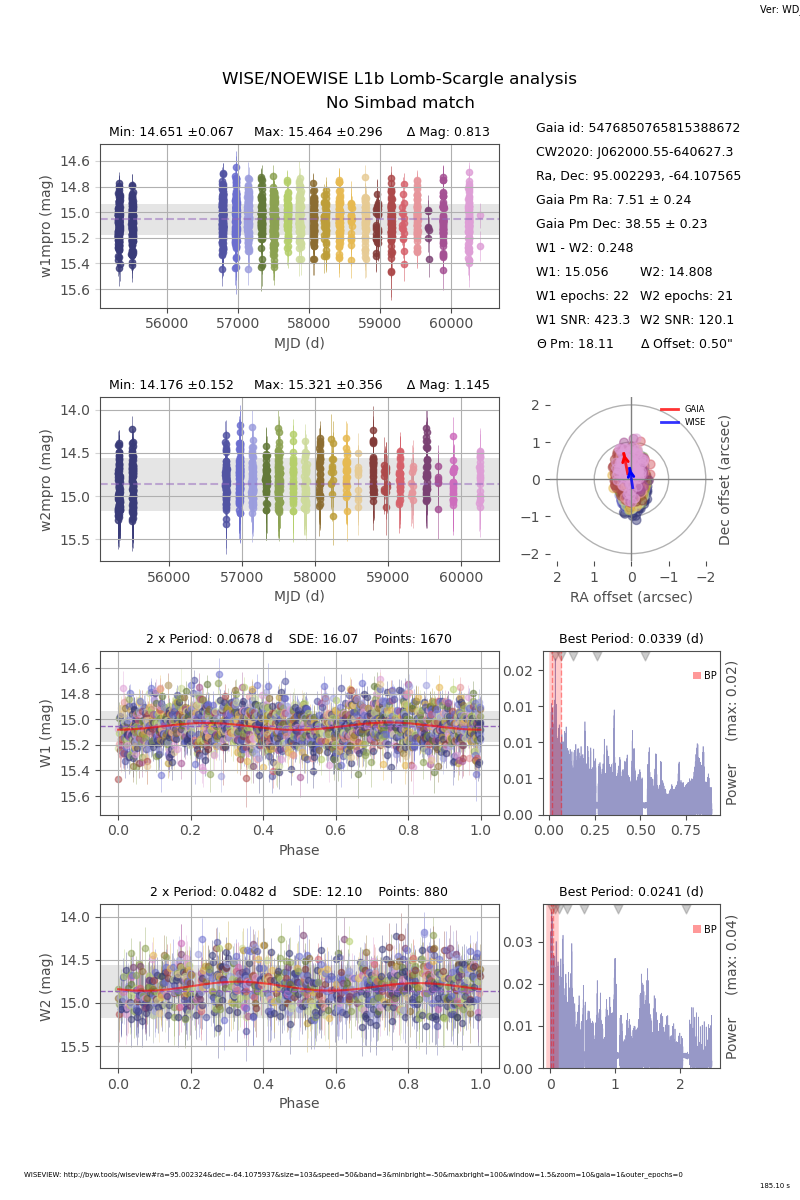 Ver: WD_
WISE/NOEWISE L1b Lomb-Scargle analysis
No Simbad match
Min: 14.651 ±0.067 Max: 15.464 ±0.296 Δ Mag: 0.813
14.6
14.8
15.0
15.2
15.4
15.6
w1mpro (mag)
56000 57000 58000 59000 60000
MJD (d)
Gaia id: 5476850765815388672
CW2020: J062000.55-640627.3
Ra, Dec: 95.002293, -64.107565
Gaia Pm Ra: 7.51 ± 0.24
Gaia Pm Dec: 38.55 ± 0.23
W1 - W2: 0.248
W1: 15.056 W2: 14.808
W1 epochs: 22 W2 epochs: 21
W1 SNR: 423.3 W2 SNR: 120.1
Θ Pm: 18.11 Δ Offset: 0.50"
Min: 14.176 ±0.152 Max: 15.321 ±0.356 Δ Mag: 1.145
14.0
14.5
15.0
15.5
w2mpro (mag)
56000 57000 58000 59000 60000
MJD (d)
GAIA
WISE
2
1
0
−1
−2
Dec offset (arcsec)
2 1 0 −1 −2
RA offset (arcsec)
2 x Period: 0.0678 d SDE: 16.07 Points: 1670
14.6
14.8
15.0
15.2
15.4
15.6
W1 (mag)
0.0 0.2 0.4 0.6 0.8 1.0
Phase
Best Period: 0.0339 (d)
BP
0.02
0.01
0.01
0.01
0.00
0.00 0.25 0.50 0.75
Power (max: 0.02)
2 x Period: 0.0482 d SDE: 12.10 Points: 880
14.0
14.5
15.0
15.5
W2 (mag)
0.0 0.2 0.4 0.6 0.8 1.0
Phase
Best Period: 0.0241 (d)
BP
0.03
0.02
0.01
0.00
0 1 2
Power (max: 0.04)
WISEVIEW: http://byw.tools/wiseview#ra=95.002324&dec=-64.1075937&size=103&speed=50&band=3&minbright=-50&maxbright=100&window=1.5&zoom=10&gaia=1&outer_epochs=0
185.10 s